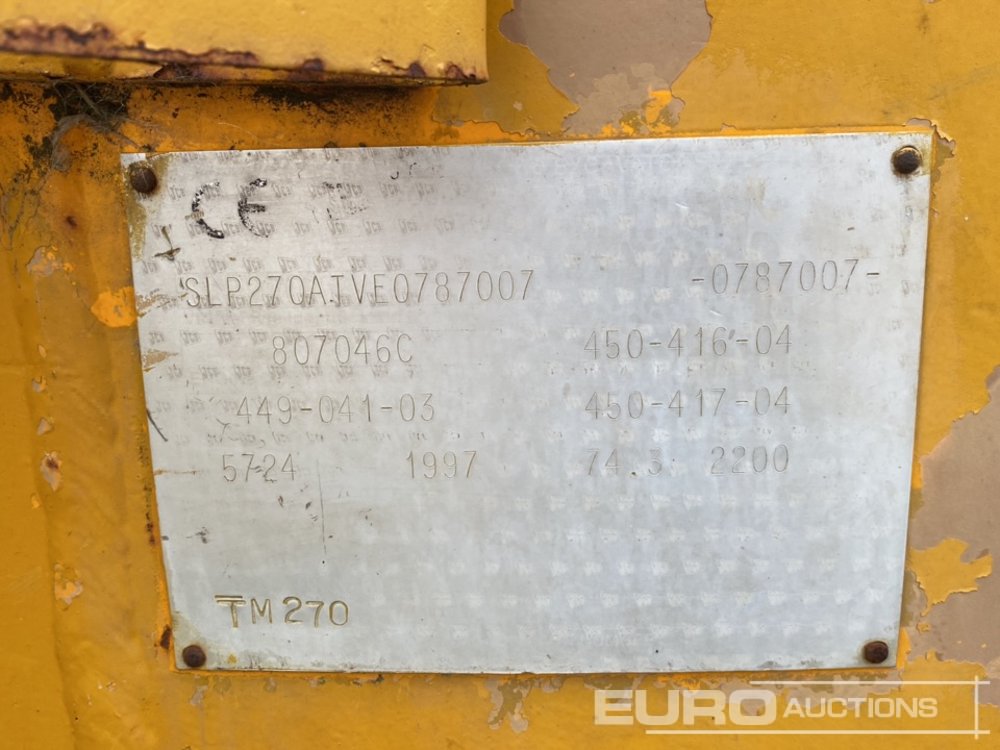 CE
SLP270ATVE0787007 -0787007-
807046C 450-416-04
449-041-03 450-417-04
5724 1997 74.3 2200
TM270
EURO AUCTIONS